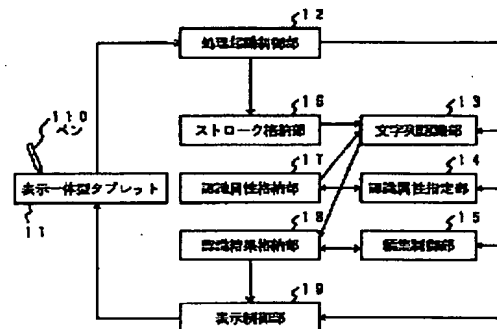 12
処理起動制御部
110
ペン
16
13
ストローク格納部
文字列認識部
17
14
表示一体型タブレット
認識属性格納部
認識属性指定部
11
18
15
認識結果格納部
編集制御部
19
表示制御部